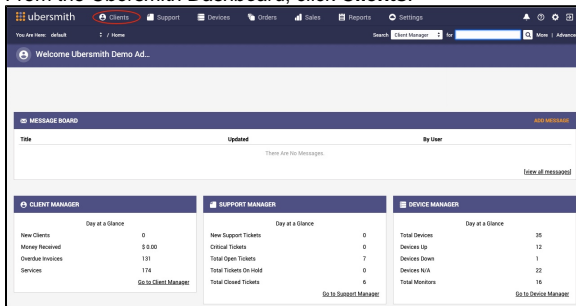 From the Ubersmith Dashboard, click Clients.
ubersmith Clients Support Devices Orders Sales Reports Settings
You Are Here: default / Home Search Client Manager for More | Advance
Welcome Ubersmith Demo Ad...
MESSAGE BOARD ADD MESSAGE
Title Updated By User
There Are No Messages.
[view all messages]
CLIENT MANAGER
Day at a Glance
New Clients 0
Money Received $ 0.00
Overdue Invoices 131
Services 174
Go to Client Manager
SUPPORT MANAGER
Day at a Glance
New Support Tickets 0
Critical Tickets 0
Total Open Tickets 7
Total Tickets On Hold 0
Total Closed Tickets 6
Go to Support Manager
DEVICE MANAGER
Day at a Glance
Total Devices 35
Devices Up 12
Devices Down 1
Devices N/A 22
Total Monitors 16
Go to Device Manager